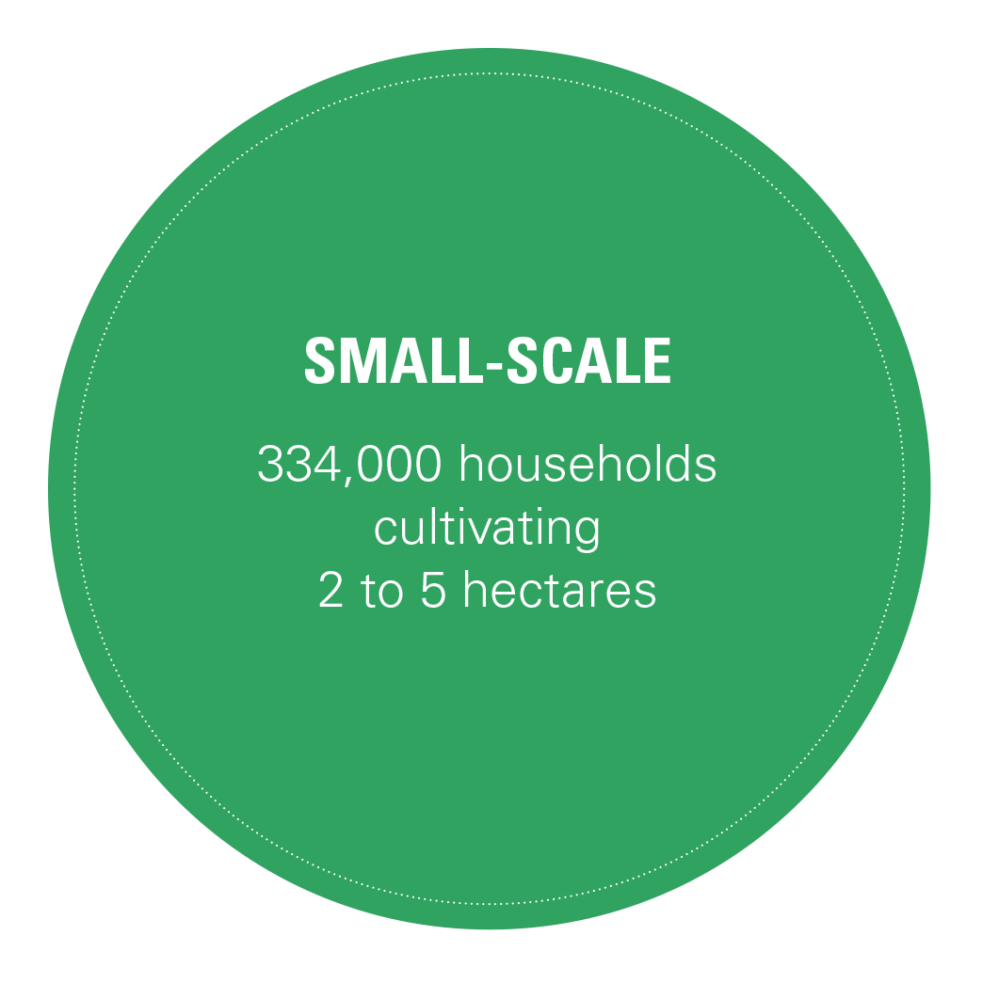 SMALL-SCALE
334,000 households
cultivating
2 to 5 hectares